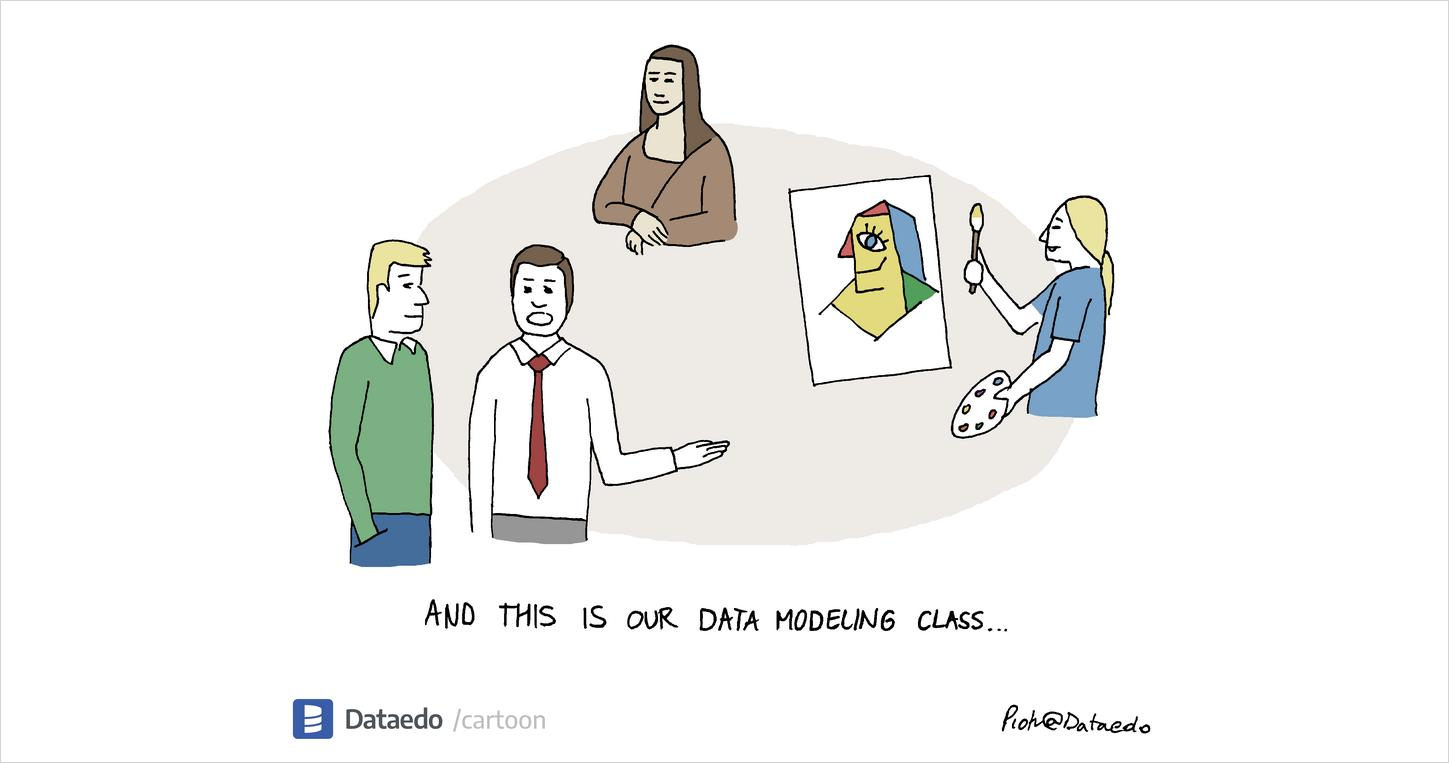 AND THIS IS OUR DATA MODELING CLASS...
Dataedo /cartoon
Piotr@Dataedo